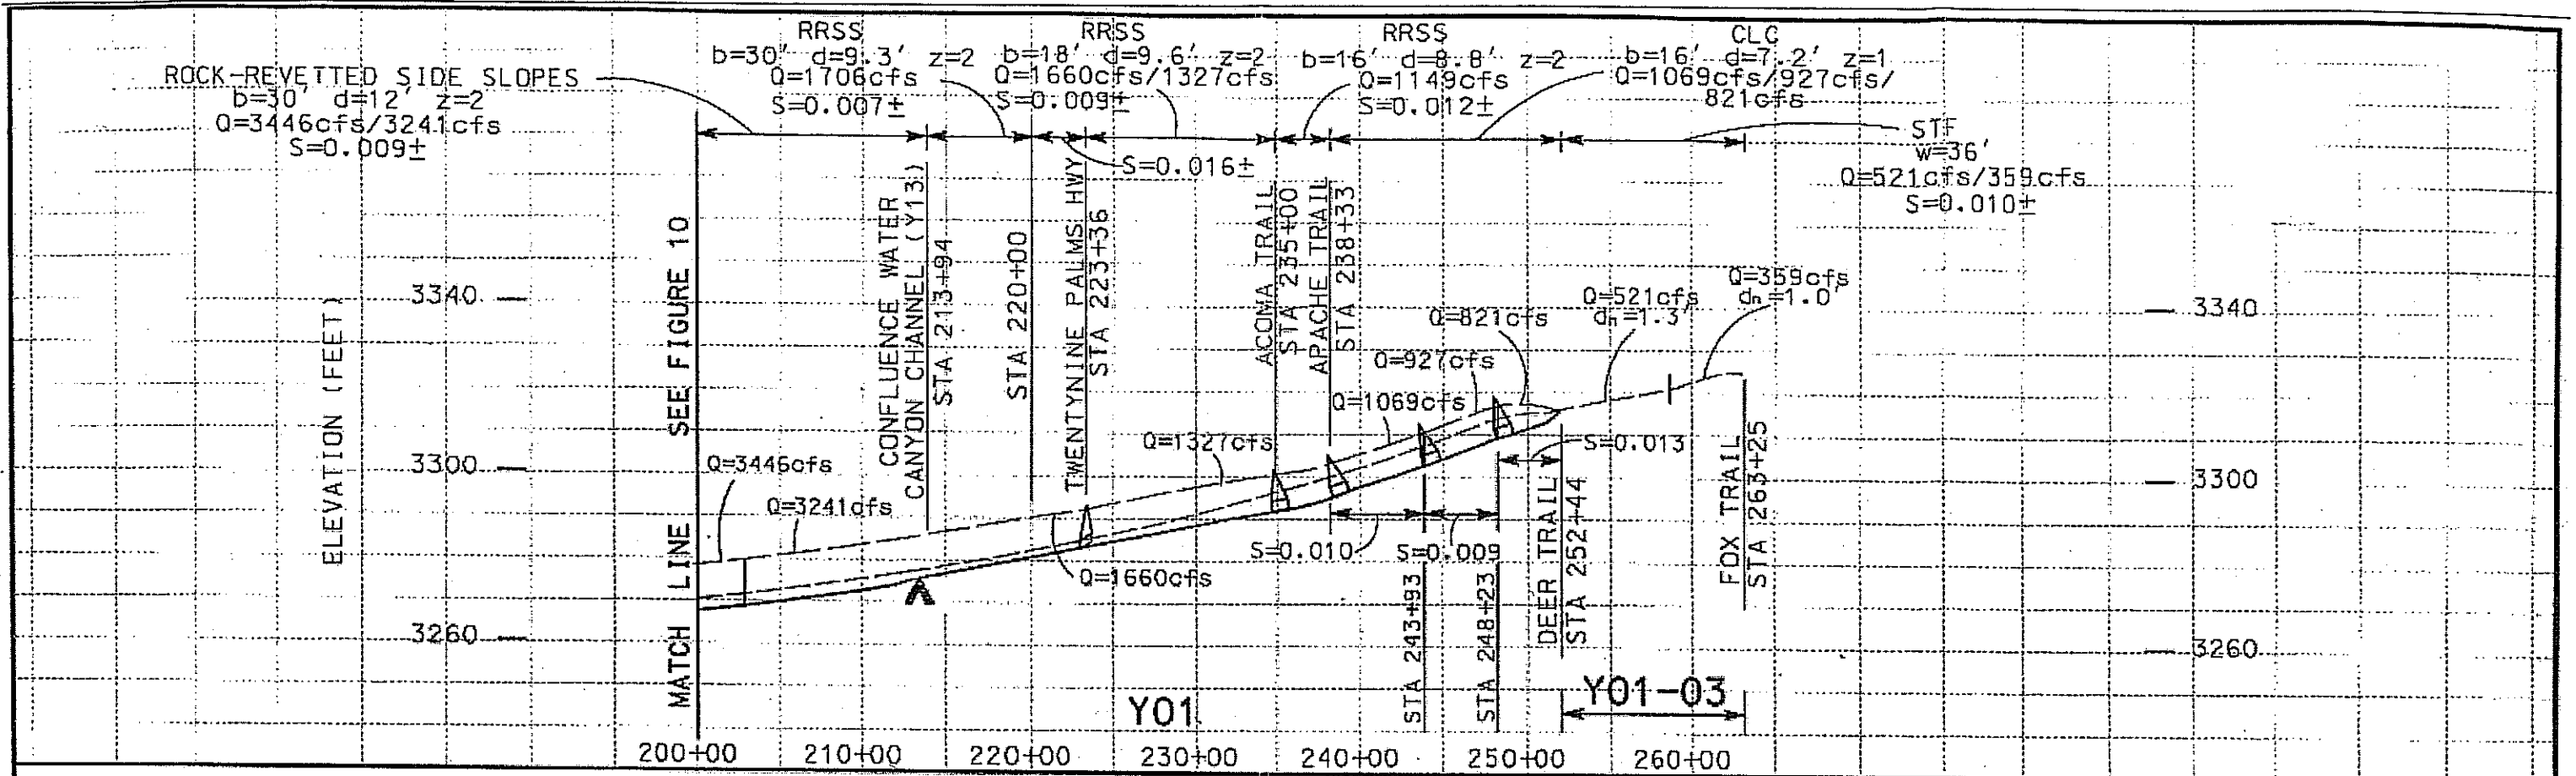 ROCK-REVETTED SIDE SLOPES
b=30' d=12' z=2
Q=3446cfs/3241cfs
S=0.009±
RRSS
b=30' d=9.3' z=2
Q=1706cfs
S=0.007±
RRSS
b=18' d=9.6' z=2
Q=1660cfs/1327cfs
S=0.009±
S=0.016±
RRSS
b=16' d=8.8' z=2
Q=1149cfs
S=0.012±
CLC
b=16' d=7.2' z=1
Q=1069cfs/927cfs/
821cfs
STF
w=36'
Q=521cfs/359cfs
S=0.010±
ELEVATION (FEET)
3340
3300
3260
MATCH LINE SEE FIGURE 10
CONFLUENCE WATER
CANYON CHANNEL (Y13)
STA 213+94
STA 220+00
TWENTYNINE PALMS HWY
STA 223+36
ACOMA TRAIL
STA 235+00
APACHE TRAIL
STA 238+33
Q=3446cfs
Q=3241cfs
Q=1660cfs
Q=1327cfs
Q=1069cfs
Q=927cfs
Q=821cfs
Q=521cfs
dn=1.3'
Q=359cfs
dn=1.0'
S=0.013
S=0.010
S=0.009
STA 243+93
STA 248+23
DEER TRAIL
STA 252+44
FOX TRAIL
STA 263+25
3340
3300
3260
Y01
Y01-03
200+00 210+00 220+00 230+00 240+00 250+00 260+00